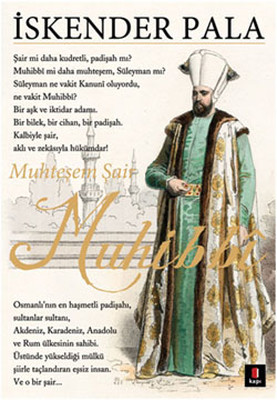 İSKENDER PALA
Şair mi daha kudretli, padişah mı?
Muhibbî mi daha muhteşem, Süleyman mı?
Süleyman ne vakit Kanunî oluyordu,
ne vakit Muhibbî?
Bir aşk ve iktidar adamı.
Bir bilek, bir cihan, bir padişah.
Kalbiyle şair,
aklı ve zekâsıyla hükümdar!
Muhteşem Şair
Muhibbî
Osmanlı'nın en haşmetli padişahı,
sultanlar sultanı,
Akdeniz, Karadeniz, Anadolu
ve Rum ülkesinin sahibi.
Üstünde yükseldiği mülkü
şiirle taçlandıran eşsiz insan.
Ve o bir şair...
kapı